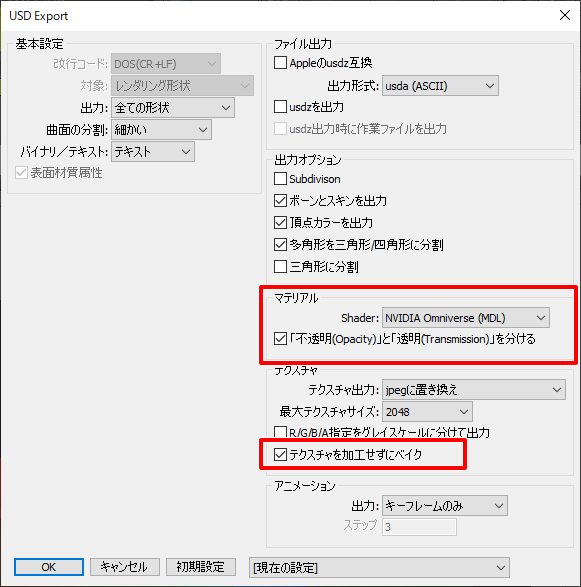 USD Export
基本設定
改行コード: DOS(CR+LF)
対象: レンダリング形状
出力: 全ての形状
曲面の分割: 細かい
バイナリ／テキスト: テキスト
表面材質属性
ファイル出力
Appleのusdz互換
出力形式: usda (ASCII)
usdzを出力
usdz出力時に作業ファイルを出力
出力オプション
Subdivison
ボーンとスキンを出力
頂点カラーを出力
多角形を三角形/四角形に分割
三角形に分割
マテリアル
Shader: NVIDIA Omniverse (MDL)
「不透明(Opacity)」と「透明(Transmission)」を分ける
テクスチャ
テクスチャ出力: jpegに置き換え
最大テクスチャサイズ: 2048
R/G/B/A指定をグレイスケールに分けて出力
テクスチャを加工せずにベイク
アニメーション
出力: キーフレームのみ
ステップ 3
OK キャンセル 初期設定 [現在の設定]